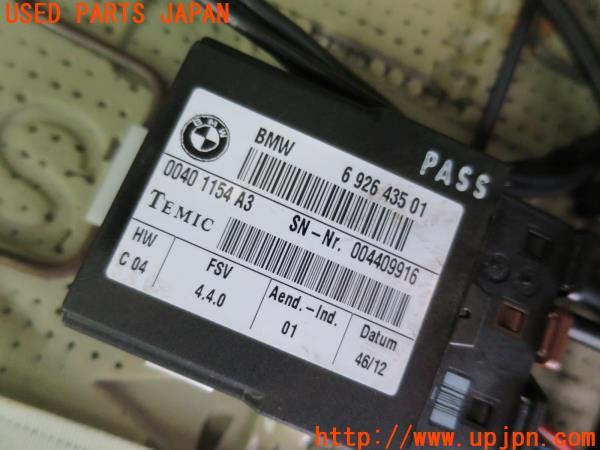 USED PARTS JAPAN
BMW
BMW 6 926 435 01
PASS
0040 1154 A3
TEMIC SN-Nr. 004409916
HW FSV Aend.-Ind. Datum
C 04 4.4.0 01 46/12
http://www.upjpn.com